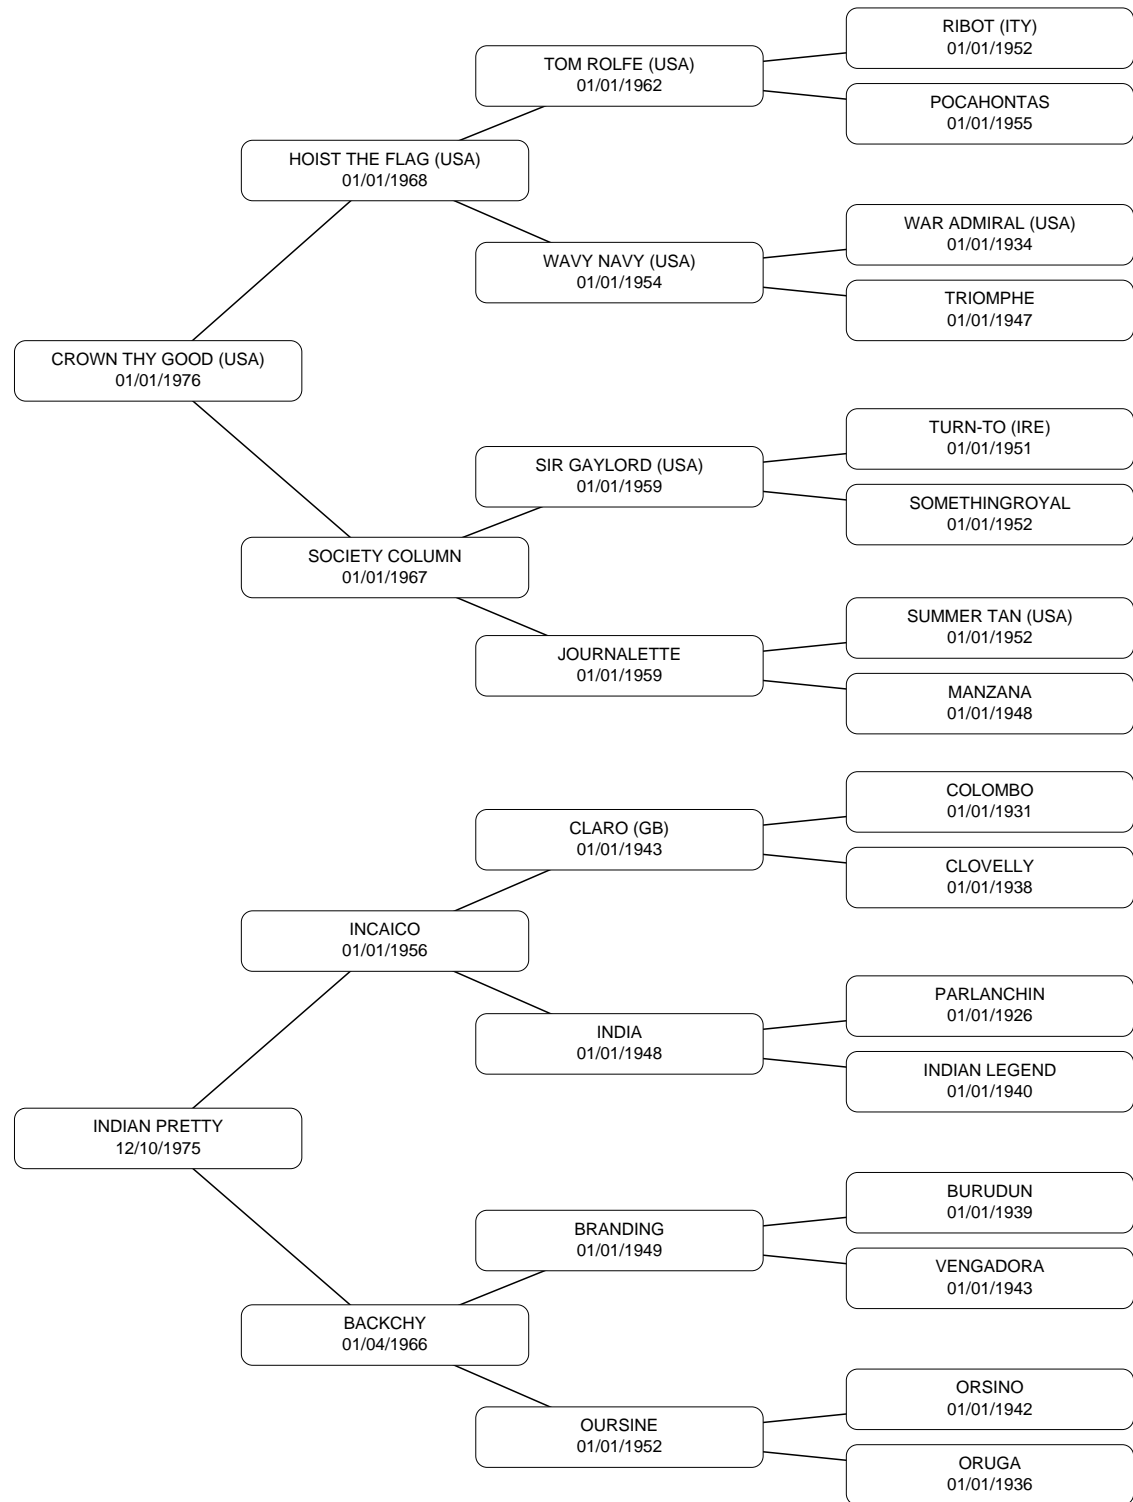 RIBOT (ITY)
01/01/1952
TOM ROLFE (USA)
01/01/1962
POCAHONTAS
01/01/1955
HOIST THE FLAG (USA)
01/01/1968
WAR ADMIRAL (USA)
01/01/1934
WAVY NAVY (USA)
01/01/1954
TRIOMPHE
01/01/1947
CROWN THY GOOD (USA)
01/01/1976
TURN-TO (IRE)
01/01/1951
SIR GAYLORD (USA)
01/01/1959
SOMETHINGROYAL
01/01/1952
SOCIETY COLUMN
01/01/1967
SUMMER TAN (USA)
01/01/1952
JOURNALETTE
01/01/1959
MANZANA
01/01/1948
COLOMBO
01/01/1931
CLARO (GB)
01/01/1943
CLOVELLY
01/01/1938
INCAICO
01/01/1956
PARLANCHIN
01/01/1926
INDIA
01/01/1948
INDIAN LEGEND
01/01/1940
INDIAN PRETTY
12/10/1975
BURUDUN
01/01/1939
BRANDING
01/01/1949
VENGADORA
01/01/1943
BACKCHY
01/04/1966
ORSINO
01/01/1942
OURSINE
01/01/1952
ORUGA
01/01/1936